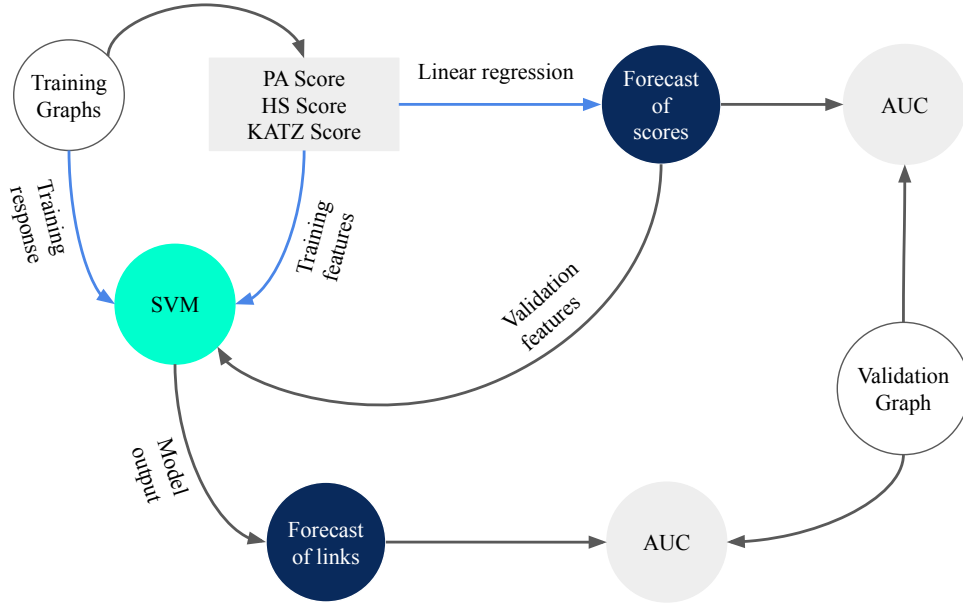 Training
Graphs
PA Score
HS Score
KATZ Score
Linear regression
Forecast
of
scores
AUC
Training
response
Training
features
SVM
Validation
features
Validation
Graph
Model
output
Forecast
of links
AUC